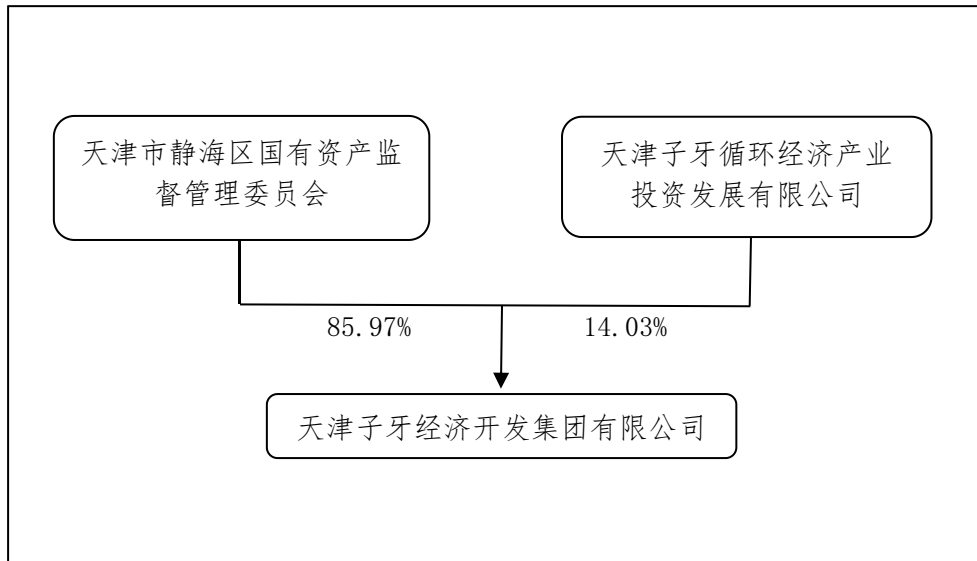 天津市静海区国有资产监
督管理委员会
天津子牙循环经济产业
投资发展有限公司
85.97%
14.03%
天津子牙经济开发集团有限公司